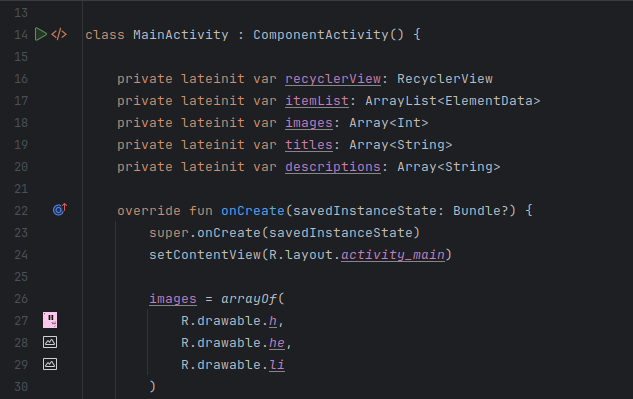 13
14 class MainActivity : ComponentActivity() {
15
16 private lateinit var recyclerView: RecyclerView
17 private lateinit var itemList: ArrayList<ElementData>
18 private lateinit var images: Array<Int>
19 private lateinit var titles: Array<String>
20 private lateinit var descriptions: Array<String>
21
22 override fun onCreate(savedInstanceState: Bundle?) {
23 super.onCreate(savedInstanceState)
24 setContentView(R.layout.activity_main)
25
26 images = arrayOf(
27 R.drawable.h,
28 R.drawable.he,
29 R.drawable.li
30 )